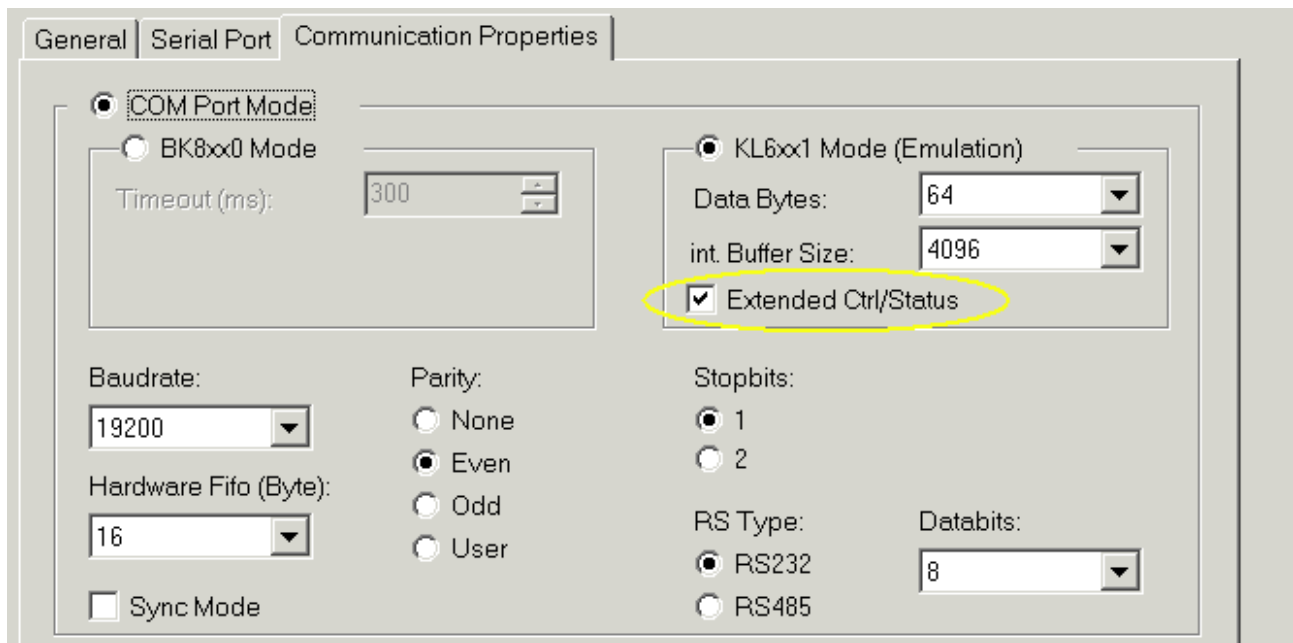 General Serial Port Communication Properties
COM Port Mode
BK8xx0 Mode
Timeout (ms): 300
KL6xx1 Mode (Emulation)
Data Bytes: 64
int. Buffer Size: 4096
Extended Ctrl/Status
Baudrate:
19200
Hardware Fifo (Byte):
16
Sync Mode
Parity:
None
Even
Odd
User
Stopbits:
1
2
RS Type:
RS232
RS485
Databits:
8